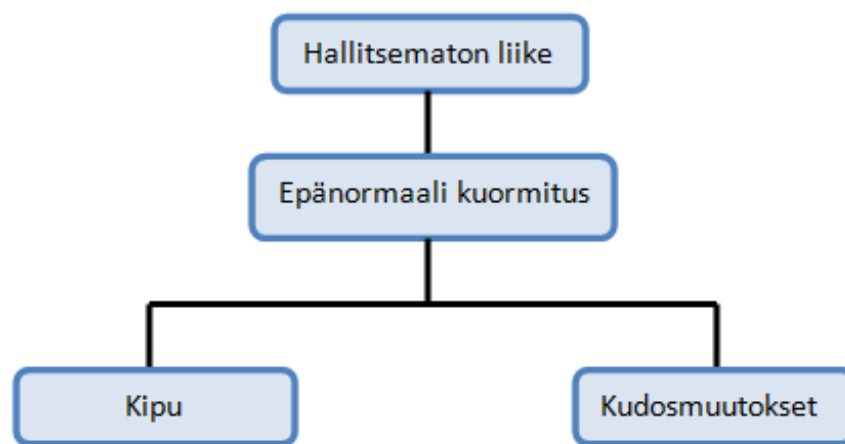 Hallitsematon liike
Epänormaali kuormitus
Kipu
Kudosmuutokset